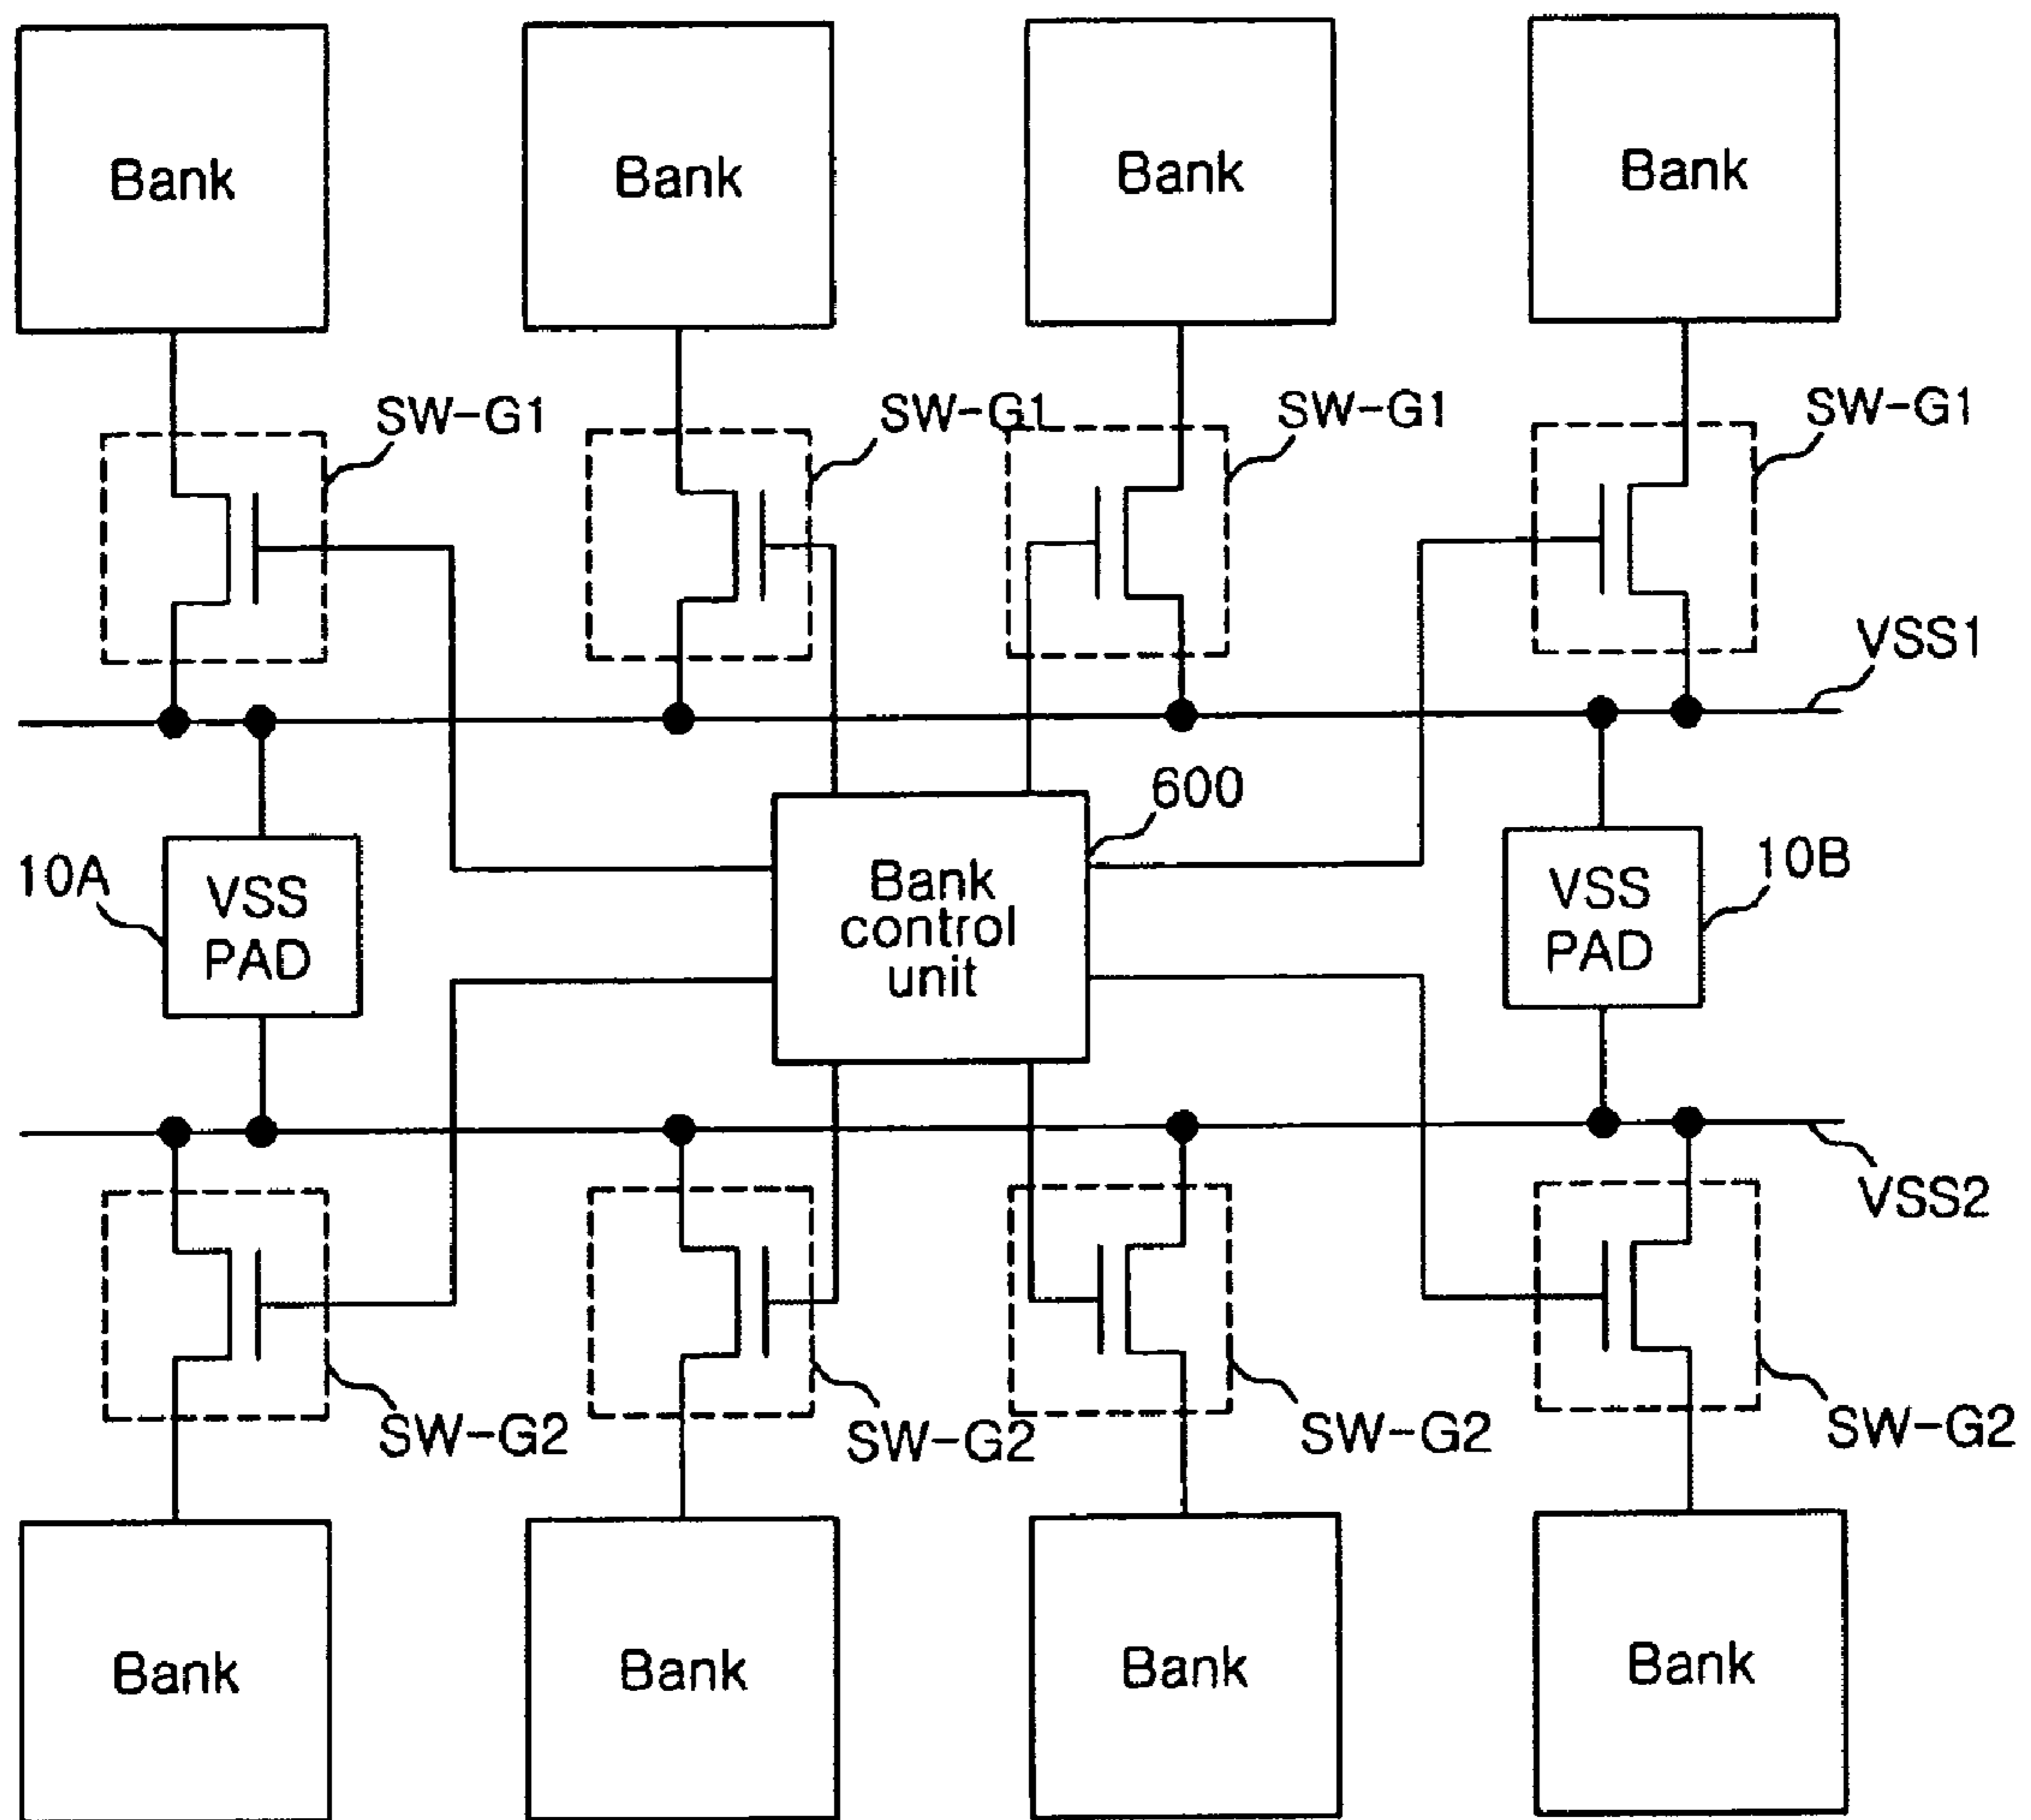 Bank
Bank
Bank
Bank
SW-G1
SW-G1
SW-G1
SW-G1
VSS1
600
10A
VSS
PAD
Bank
control
unit
VSS
PAD
10B
VSS2
SW-G2
SW-G2
SW-G2
SW-G2
Bank
Bank
Bank
Bank